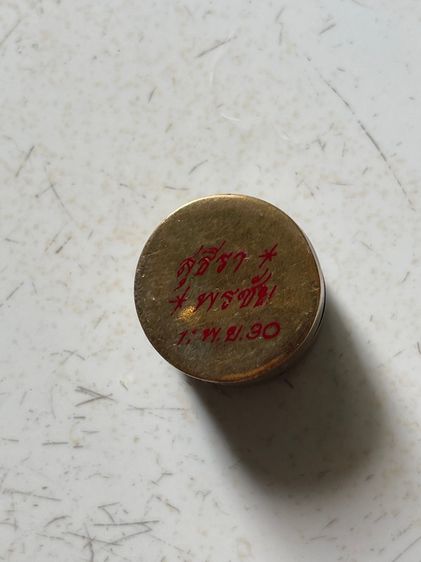 สุธีรา *
* พรชัย
1 พ.ย.30